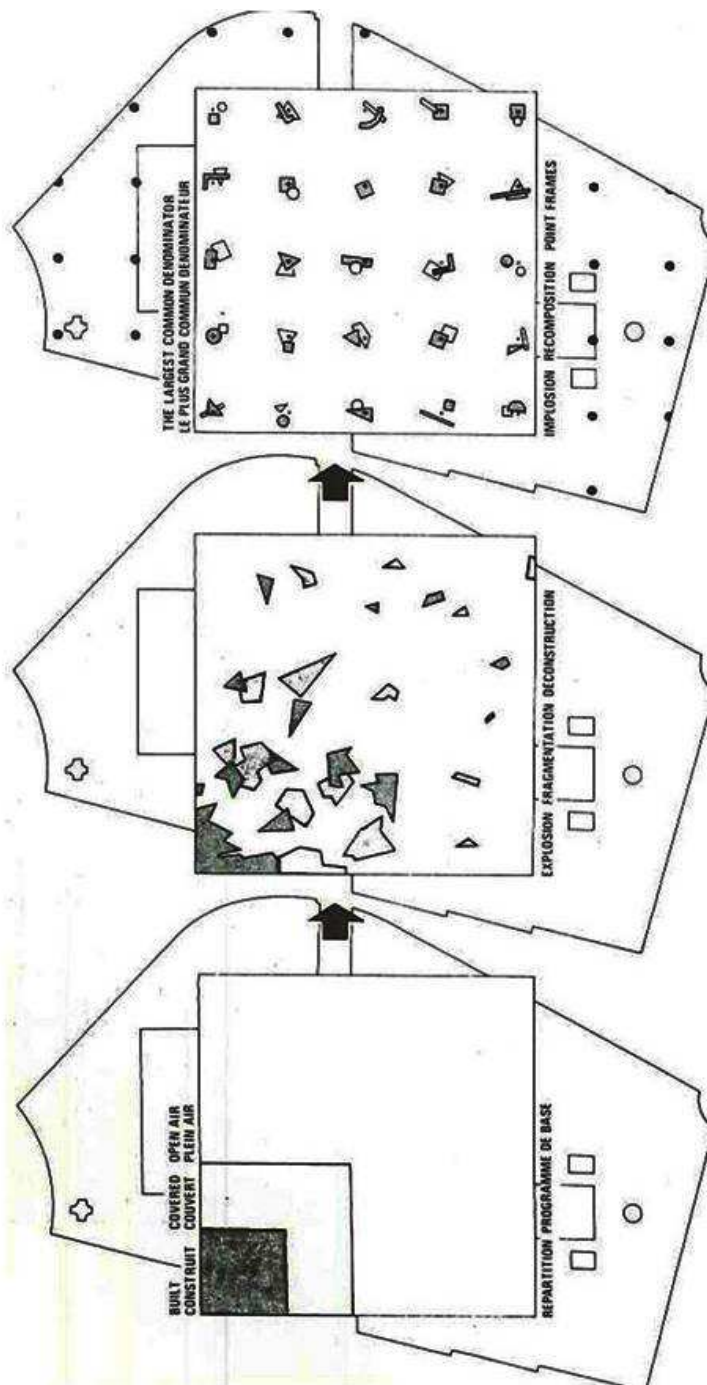 BUILT COVERED OPEN AIR
CONSTRUIT COUVERT PLEIN AIR
REPARTITION PROGRAMME DE BASE
EXPLOSION FRAGMENTATION DECONSTRUCTION
THE LARGEST COMMON DENOMINATOR
LE PLUS GRAND COMMUN DENOMINATEUR
IMPLOSION RECOMPOSITION POINT FRAMES